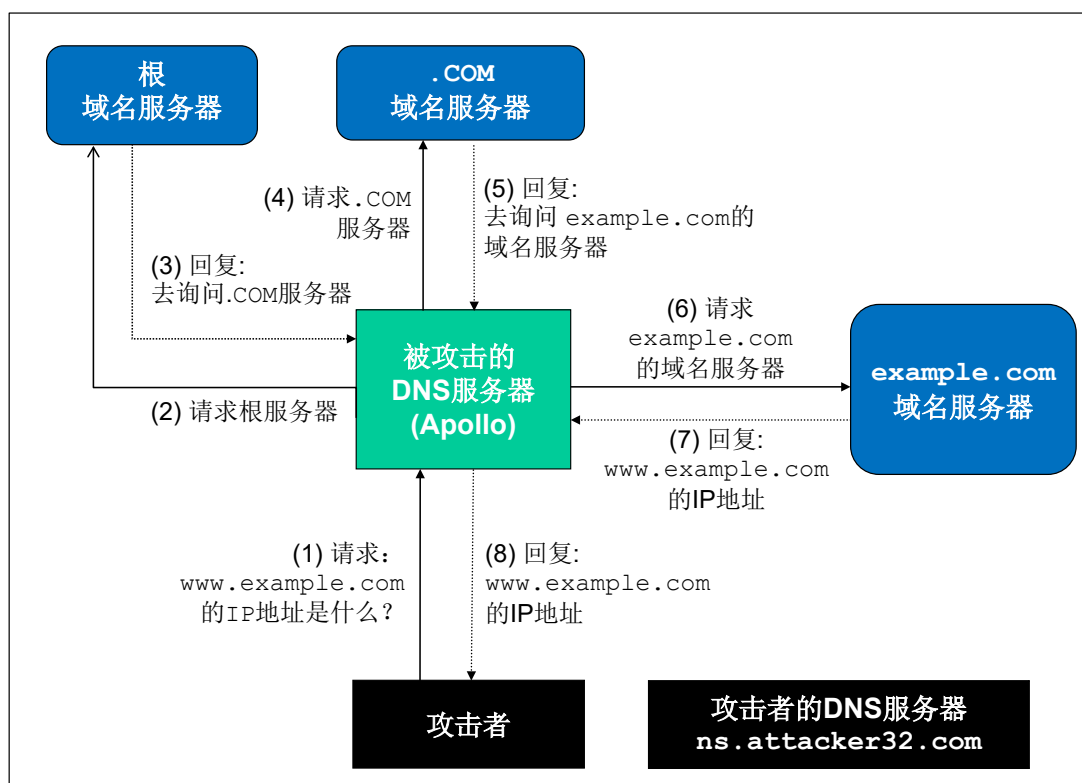 根
域名服务器
.COM
域名服务器
(4) 请求.COM
服务器
(5) 回复:
去询问 example.com的
域名服务器
(3) 回复:
去询问.COM服务器
(2) 请求根服务器
被攻击的
DNS服务器
(Apollo)
(6) 请求
example.com
的域名服务器
example.com
域名服务器
(7) 回复:
www.example.com
的IP地址
(1) 请求：
www.example.com
的IP地址是什么？
(8) 回复:
www.example.com
的IP地址
攻击者
攻击者的DNS服务器
ns.attacker32.com